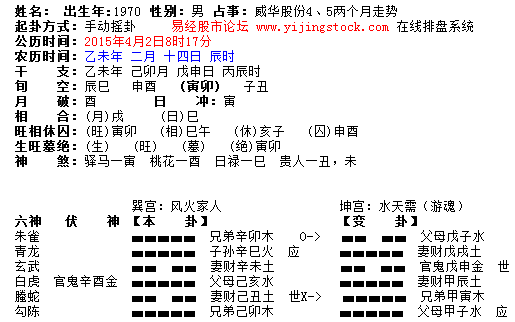 姓名： 出生年:1970 性别：男 占事：威华股份4、5两个月走势
起卦方式：手动摇卦 易经股市论坛 www.yijingstock.com 在线排盘系统
公历时间：2015年4月2日8时17分
农历时间：乙未年 二月 十四日 辰时
干 支：乙未年 己卯月 戊申日 丙辰时
旬 空：辰巳 申酉 (寅卯) 子丑
月 破：酉 日 冲：寅
相 合：(月)戌 (日)巳
旺相休囚：(旺)寅卯 (相)巳午 (休)亥子 (囚)申酉
生旺墓绝：(生) (旺) (墓) (绝)寅卯
神 煞：驿马—寅 桃花—酉 日禄—巳 贵人—丑，未
巽宫：风火家人 坤宫：水天需（游魂）
六神 伏 神 【本 卦】 【变 卦】
朱雀 兄弟辛卯木 O-> 父母戊子水
青龙 子孙辛巳火 应 妻财戊戌土
玄武 妻财辛未土 官鬼戊申金 世
白虎 官鬼辛酉金 父母己亥水 妻财甲辰土
螣蛇 妻财己丑土 世X-> 兄弟甲寅木
勾陈 兄弟己卯木 父母甲子水 应